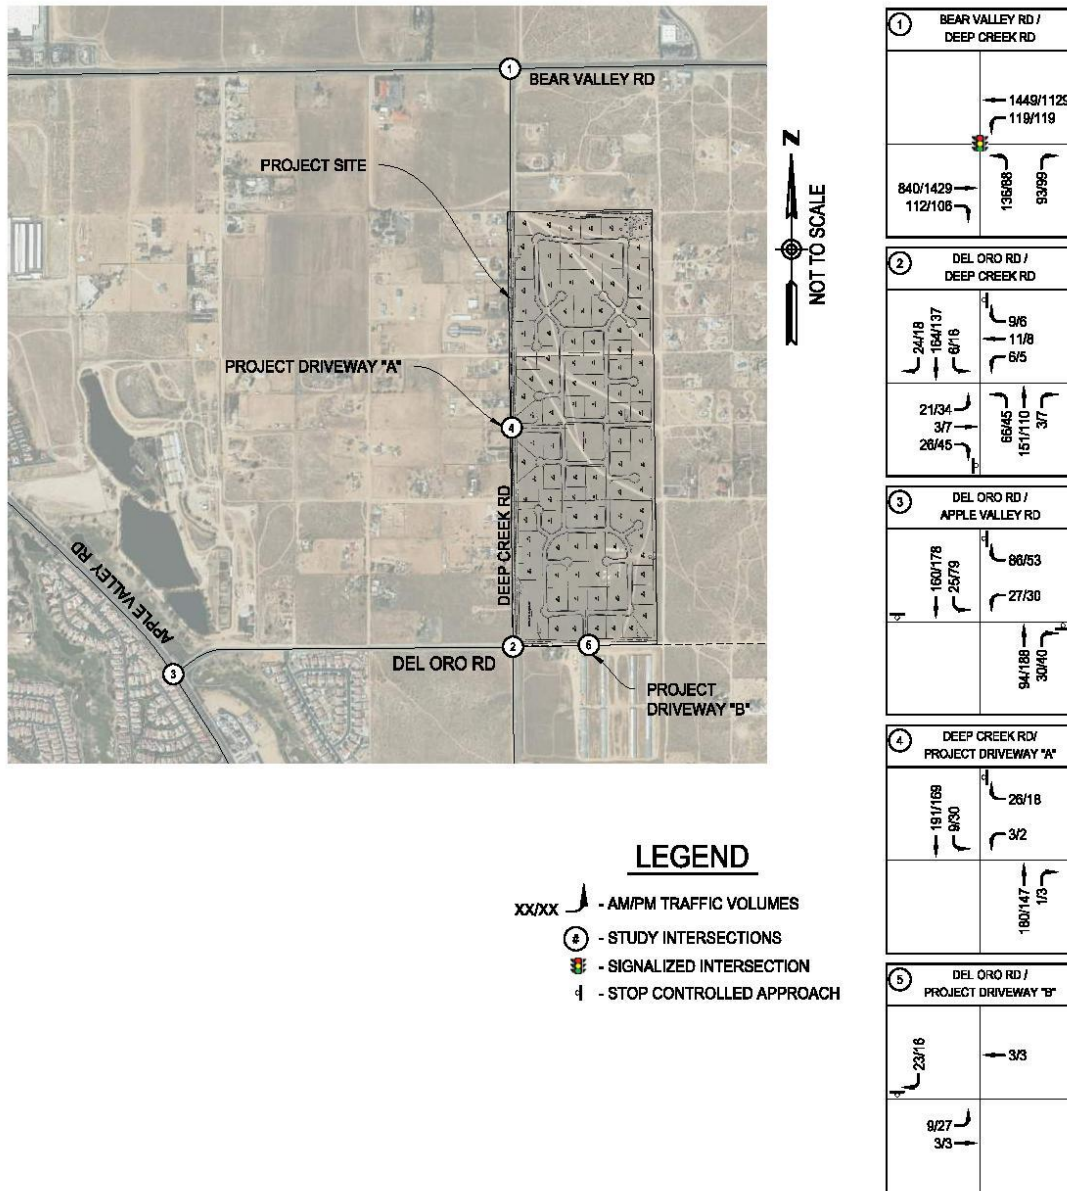 1
BEAR VALLEY RD
PROJECT SITE
PROJECT DRIVEWAY "A"
4
DEEP CREEK RD
APPLE VALLEY RD
3
2
DEL ORO RD
PROJECT
DRIVEWAY "B"
Z
NOT TO SCALE
LEGEND
XX/XX - AM/PM TRAFFIC VOLUMES
# - STUDY INTERSECTIONS
- SIGNALIZED INTERSECTION
- STOP CONTROLLED APPROACH
1
BEAR VALLEY RD /
DEEP CREEK RD
1449/1129
119/119
840/1429
112/106
136/88
93/99
2
DEL ORO RD /
DEEP CREEK RD
24/18
164/137
6/16
9/6
11/8
6/5
21/34
3/7
26/45
66/45
151/110
3/7
3
DEL ORO RD /
APPLE VALLEY RD
160/178
25/79
86/53
27/30
94/188
30/40
4
DEEP CREEK RD/
PROJECT DRIVEWAY "A"
191/169
9/30
26/18
3/2
180/147
1/3
5
DEL ORO RD /
PROJECT DRIVEWAY "B"
23/16
3/3
9/27
3/3